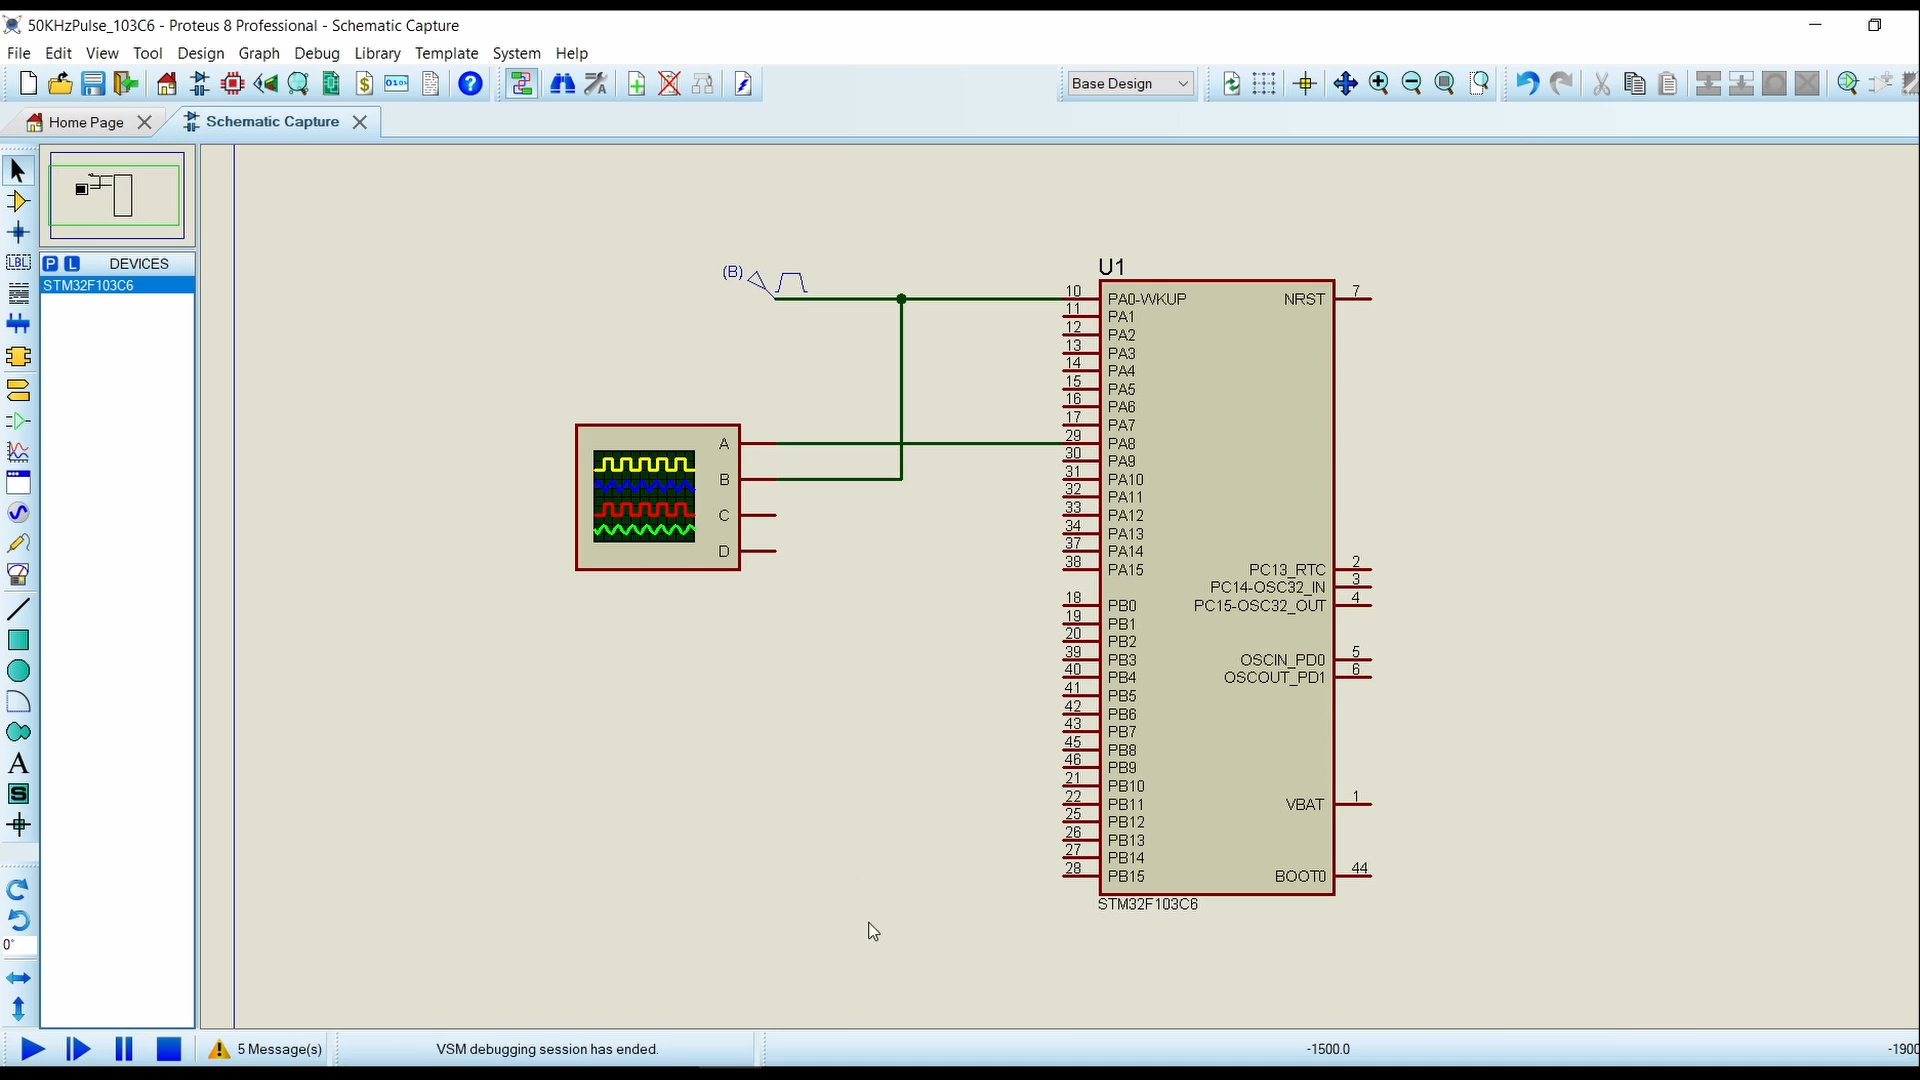 50KHzPulse_103C6 - Proteus 8 Professional - Schematic Capture
File Edit View Tool Design Graph Debug Library Template System Help
Base Design
Home Page Schematic Capture
P L DEVICES
STM32F103C6
LBL
A
S
0°
(B)
U1
10 PA0-WKUP
11 PA1
12 PA2
13 PA3
14 PA4
15 PA5
16 PA6
17 PA7
29 PA8
30 PA9
31 PA10
32 PA11
33 PA12
34 PA13
37 PA14
38 PA15
18 PB0
19 PB1
20 PB2
39 PB3
40 PB4
41 PB5
42 PB6
43 PB7
45 PB8
46 PB9
21 PB10
22 PB11
25 PB12
26 PB13
27 PB14
28 PB15
NRST 7
PC13_RTC 2
PC14-OSC32_IN 3
PC15-OSC32_OUT 4
OSCIN_PD0 5
OSCOUT_PD1 6
VBAT 1
BOOT0 44
STM32F103C6
A
B
C
D
5 Message(s) VSM debugging session has ended. -1500.0 -1900